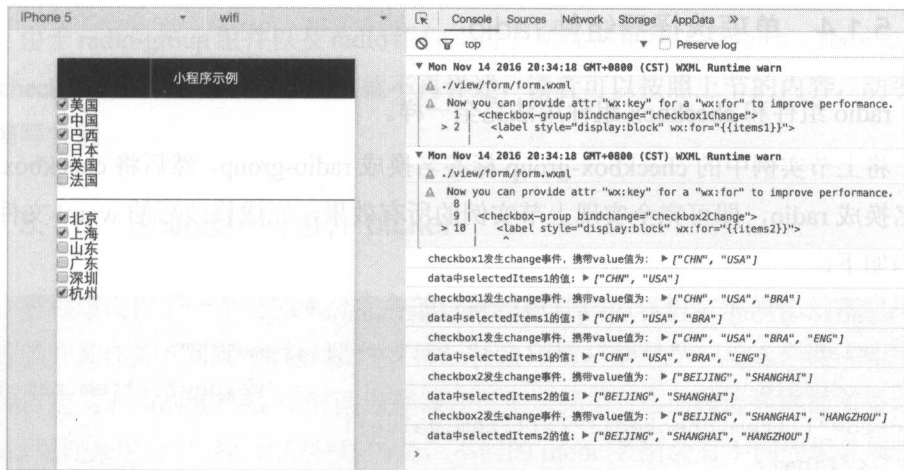 iPhone 5
wifi
Console Sources Network Storage AppData »
top
Preserve log
小程序示例
美国
中国
巴西
日本
英国
法国
北京
上海
山东
广东
深圳
杭州
Mon Nov 14 2016 20:34:18 GMT+0800 (CST) WXML Runtime warn
./view/form/form.wxml
Now you can provide attr "wx:key" for a "wx:for" to improve performance.
1 | <checkbox-group bindchange="checkbox1Change">
> 2 | <label style="display:block" wx:for="{{items1}}">
| ^
Mon Nov 14 2016 20:34:18 GMT+0800 (CST) WXML Runtime warn
./view/form/form.wxml
Now you can provide attr "wx:key" for a "wx:for" to improve performance.
8 |
9 | <checkbox-group bindchange="checkbox2Change">
> 10 | <label style="display:block" wx:for="{{items2}}">
| ^
checkbox1发生change事件，携带value值为： ▶ ["CHN", "USA"]
data中selectedItems1的值: ▶ ["CHN", "USA"]
checkbox1发生change事件，携带value值为： ▶ ["CHN", "USA", "BRA"]
data中selectedItems1的值: ▶ ["CHN", "USA", "BRA"]
checkbox1发生change事件，携带value值为： ▶ ["CHN", "USA", "BRA", "ENG"]
data中selectedItems1的值: ▶ ["CHN", "USA", "BRA", "ENG"]
checkbox2发生change事件，携带value值为： ▶ ["BEIJING", "SHANGHAI"]
data中selectedItems2的值: ▶ ["BEIJING", "SHANGHAI"]
checkbox2发生change事件，携带value值为： ▶ ["BEIJING", "SHANGHAI", "HANGZHOU"]
data中selectedItems2的值: ▶ ["BEIJING", "SHANGHAI", "HANGZHOU"]
>